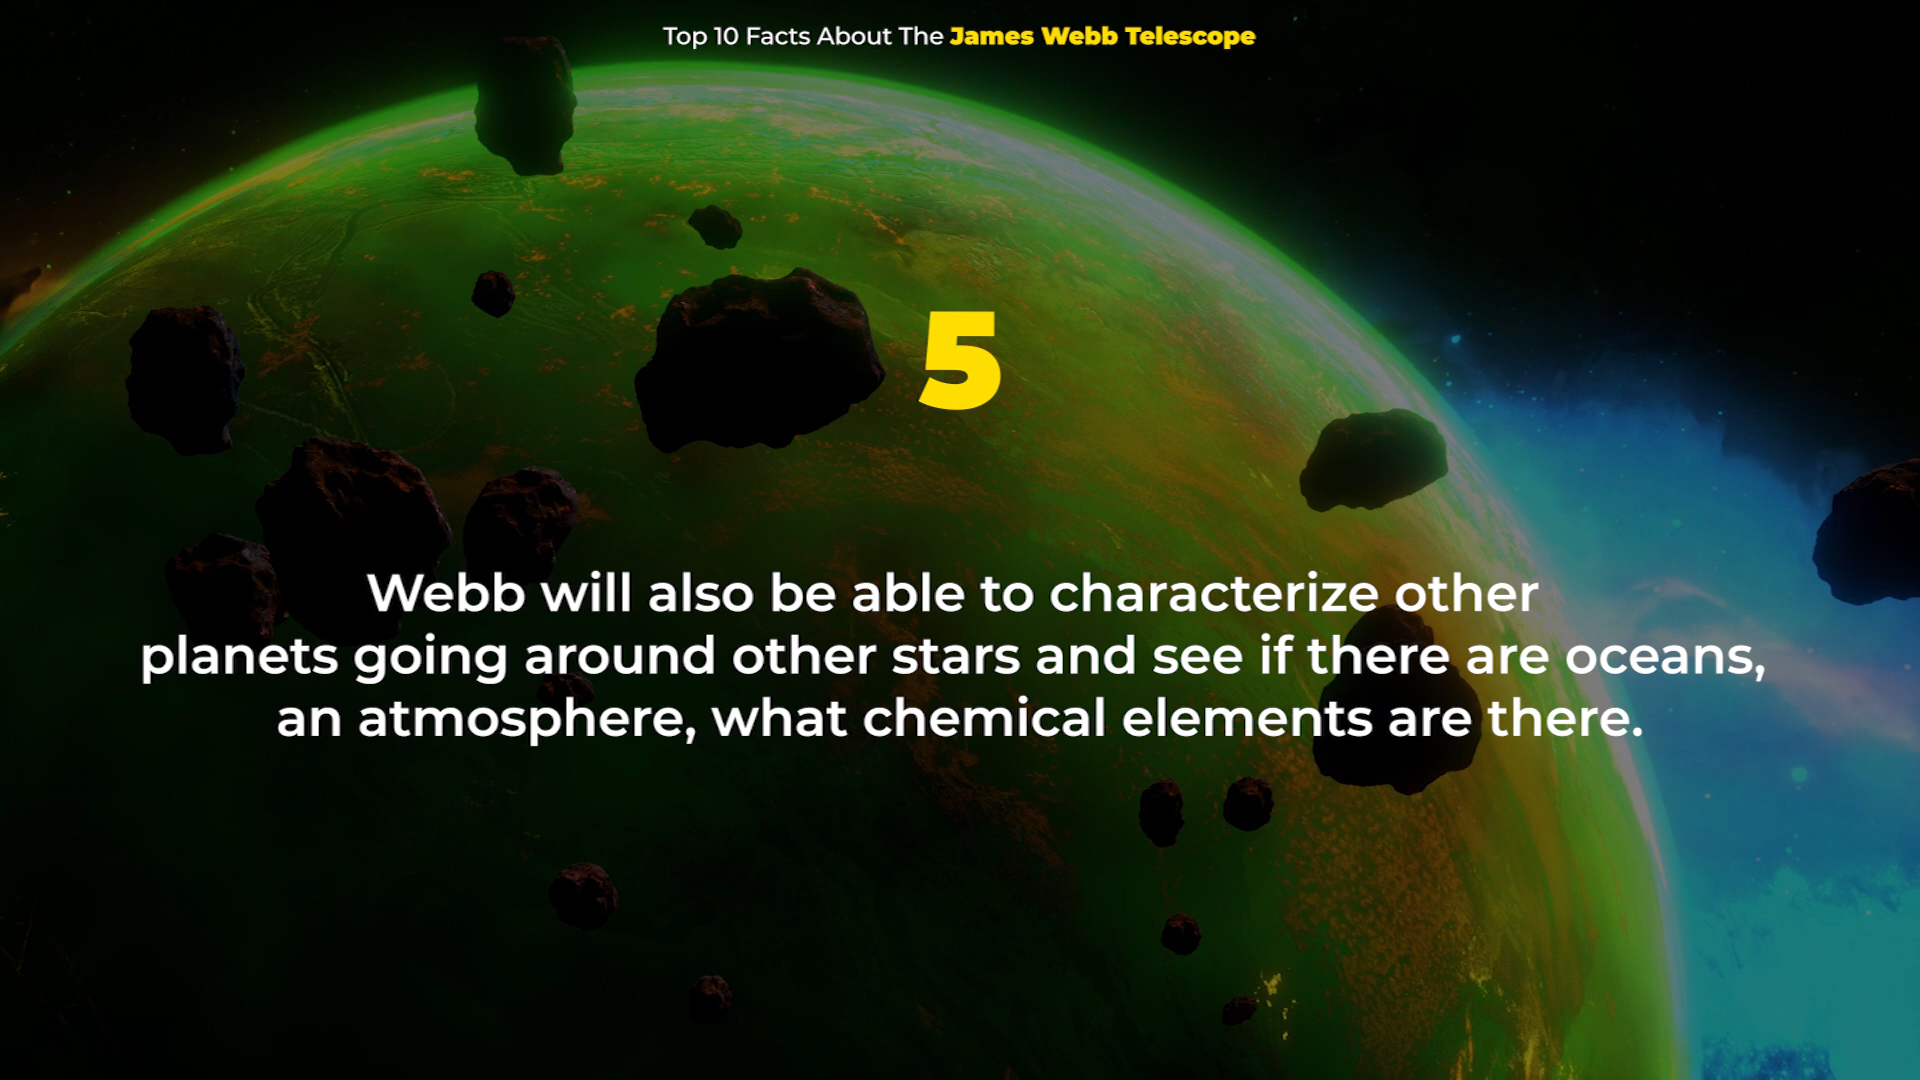 Top 10 Facts About The James Webb Telescope
5
Webb will also be able to characterize other
planets going around other stars and see if there are oceans,
an atmosphere, what chemical elements are there.